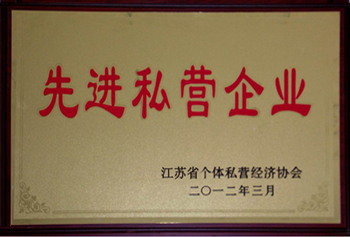 先进私营企业
江苏省个体私营经济协会
二〇一二年三月